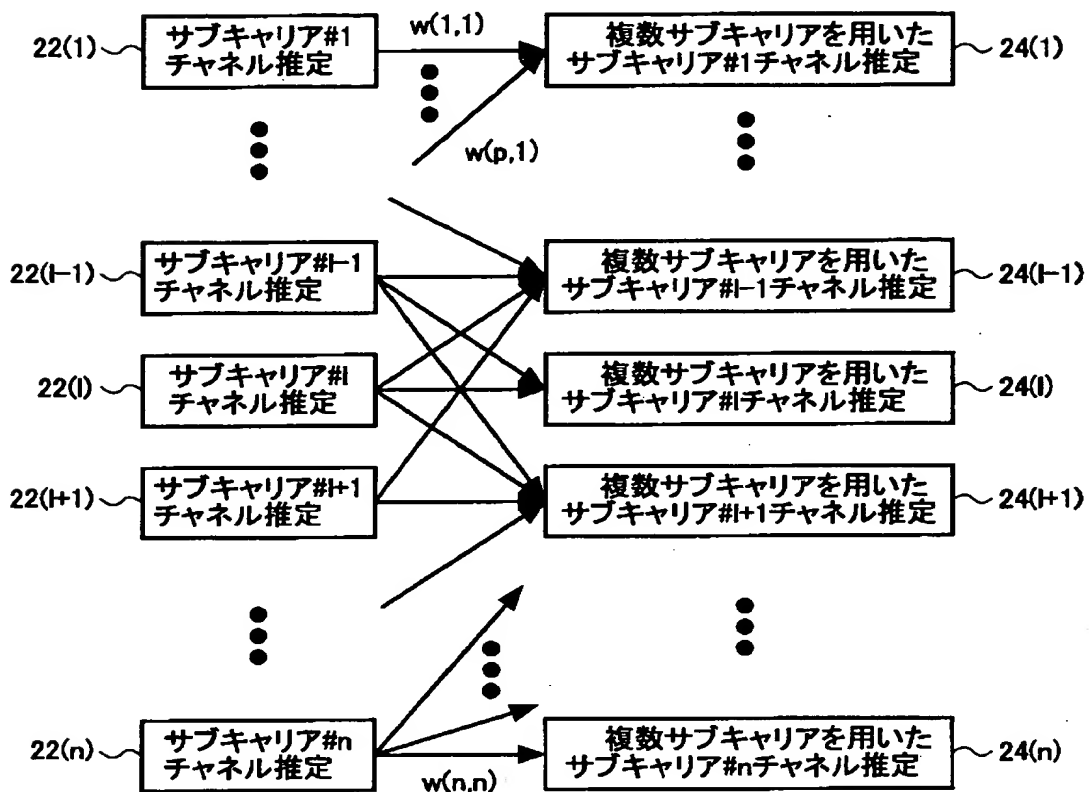 22(1)
サブキャリア#1
チャネル推定
w(1,1)
w(p,1)
複数サブキャリアを用いた
サブキャリア#1チャネル推定
24(1)
22(l-1)
サブキャリア#l-1
チャネル推定
複数サブキャリアを用いた
サブキャリア#l-1チャネル推定
24(l-1)
22(l)
サブキャリア#l
チャネル推定
複数サブキャリアを用いた
サブキャリア#lチャネル推定
24(l)
22(l+1)
サブキャリア#l+1
チャネル推定
複数サブキャリアを用いた
サブキャリア#l+1チャネル推定
24(l+1)
22(n)
サブキャリア#n
チャネル推定
w(n,n)
複数サブキャリアを用いた
サブキャリア#nチャネル推定
24(n)